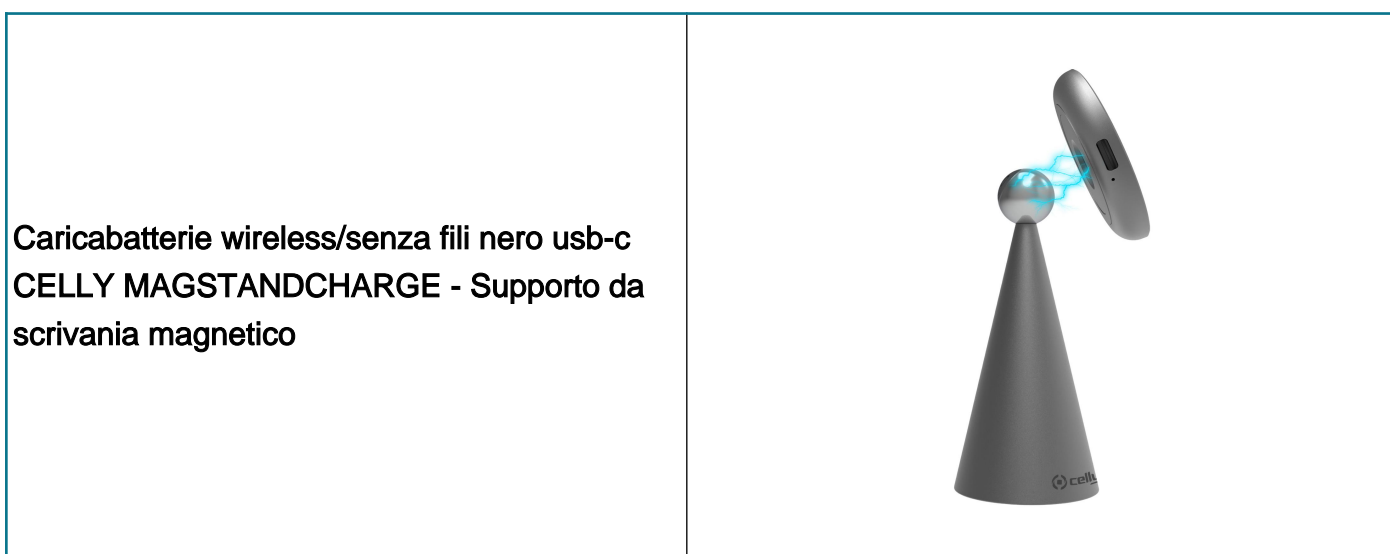 Caricabatterie wireless/senza fili nero usb-c
CELLY MAGSTANDCHARGE - Supporto da
scrivania magnetico
celly